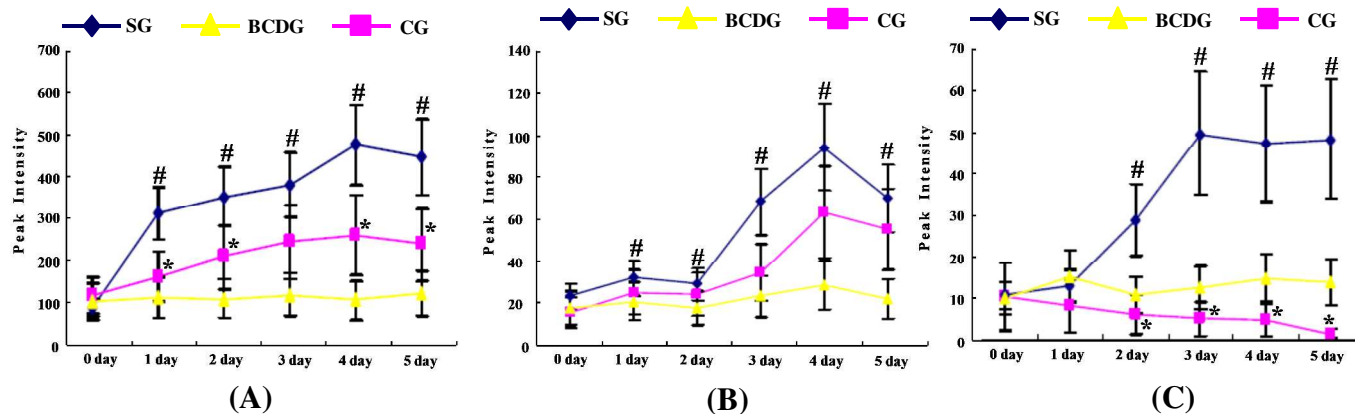 SG BCDG CG
700
600
500
400
300
200
100
0
Peak Intensity
# # # # #
* * * *
0 day 1 day 2 day 3 day 4 day 5 day
(A)
SG BCDG CG
140
120
100
80
60
40
20
0
Peak Intensity
# # # # #
0 day 1 day 2 day 3 day 4 day 5 day
(B)
SG BCDG CG
70
60
50
40
30
20
10
0
Peak Intensity
# # # #
* * * *
0 day 1 day 2 day 3 day 4 day 5 day
(C)